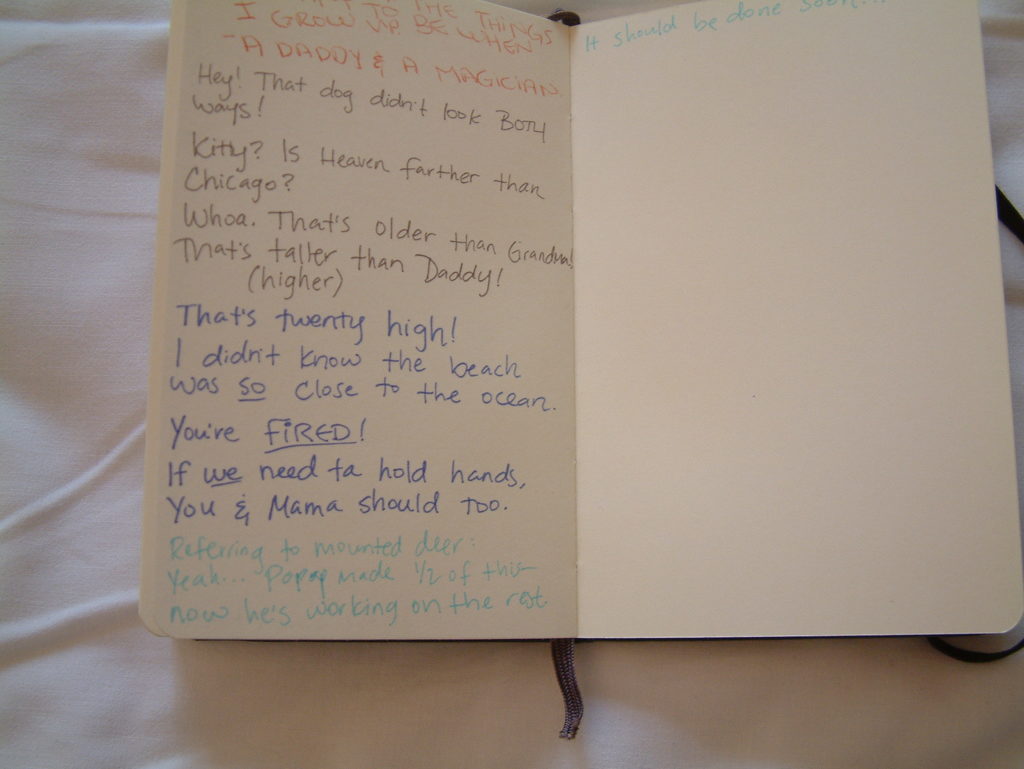 THE THINGS
I TO BE WHEN
I GROW UP.
- A DADDY & A MAGICIAN.
Hey! That dog didn't look Both
ways!
Kitty? Is Heaven farther than
Chicago?
Whoa. That's older than Grandma!
That's taller than Daddy!
(higher)
That's twenty high!
I didn't know the beach
was so close to the ocean.
You're FIRED!
If we need ta hold hands,
You & Mama should too.
Referring to mounted deer:
Yeah... Popap made 1/2 of this-
now he's working on the rest.
It should be done soon...